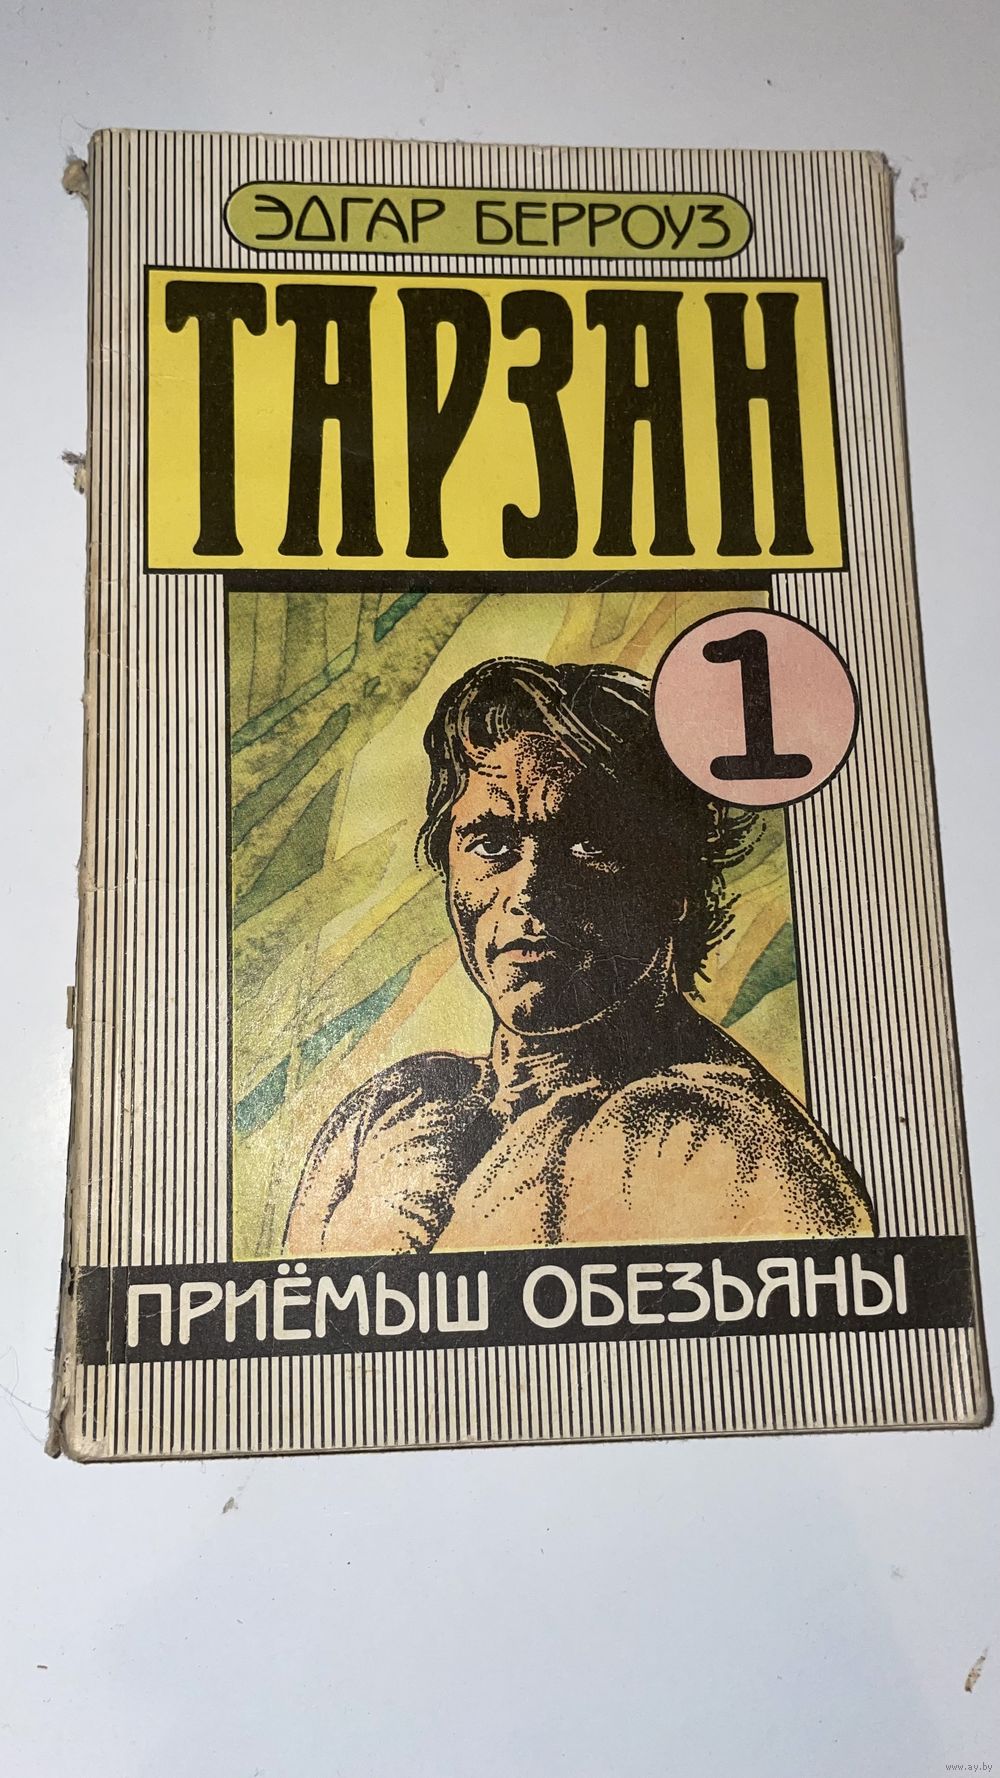 ЭДГАР БЕРРОУЗ
ТАРЗАН
1
ПРИЁМЫШ ОБЕЗЬЯНЫ
www.ay.by